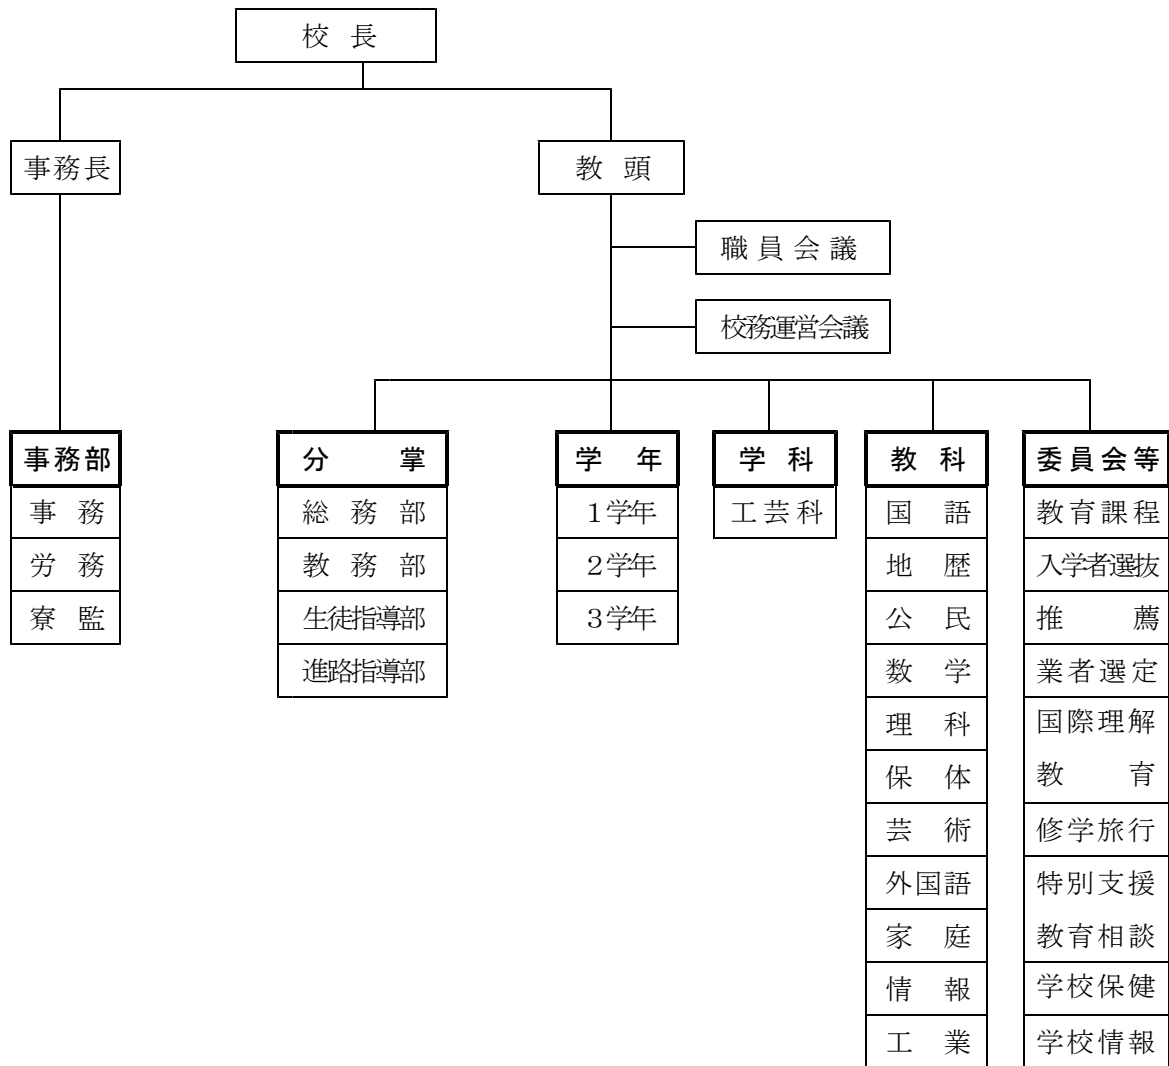 校長
事務長
教頭
職員会議
校務運営会議
事務部
事務
労務
寮監
分掌
総務部
教務部
生徒指導部
進路指導部
学年
1学年
2学年
3学年
学科
工芸科
教科
国語
地歴
公民
数学
理科
保体
芸術
外国語
家庭
情報
工業
委員会等
教育課程
入学者選抜
推薦
業者選定
国際理解
教育
修学旅行
特別支援
教育相談
学校保健
学校情報